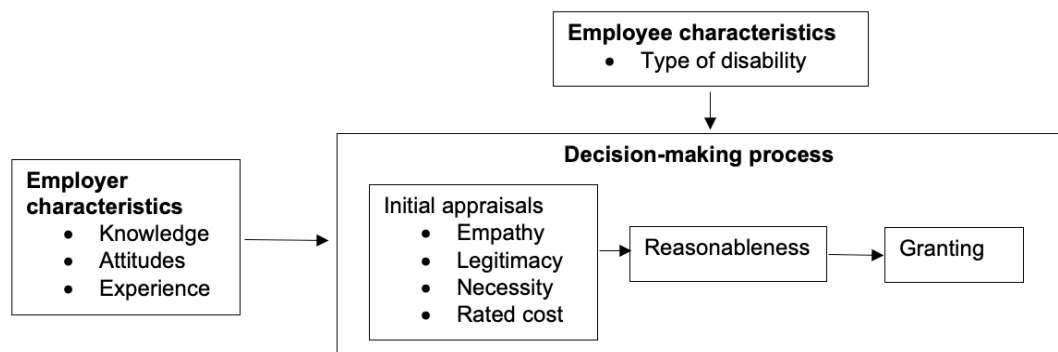 Employee characteristics
• Type of disability
Decision-making process
Employer
characteristics
• Knowledge
• Attitudes
• Experience
Initial appraisals
• Empathy
• Legitimacy
• Necessity
• Rated cost
Reasonableness
Granting